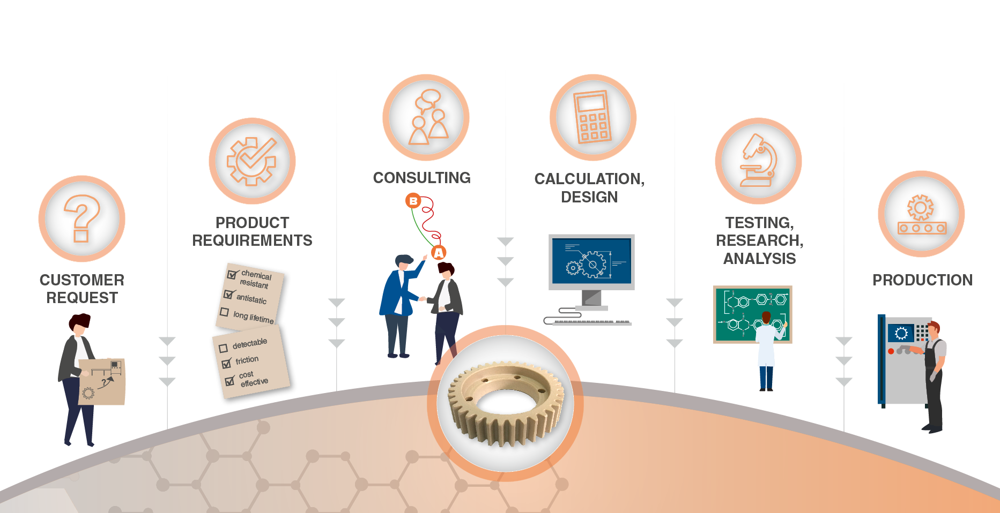 CUSTOMER
REQUEST
?
PRODUCT
REQUIREMENTS
chemical
resistant
antistatic
long lifetime
detectable
friction
cost
effective
CONSULTING
B
A
CALCULATION,
DESIGN
TESTING,
RESEARCH,
ANALYSIS
PRODUCTION